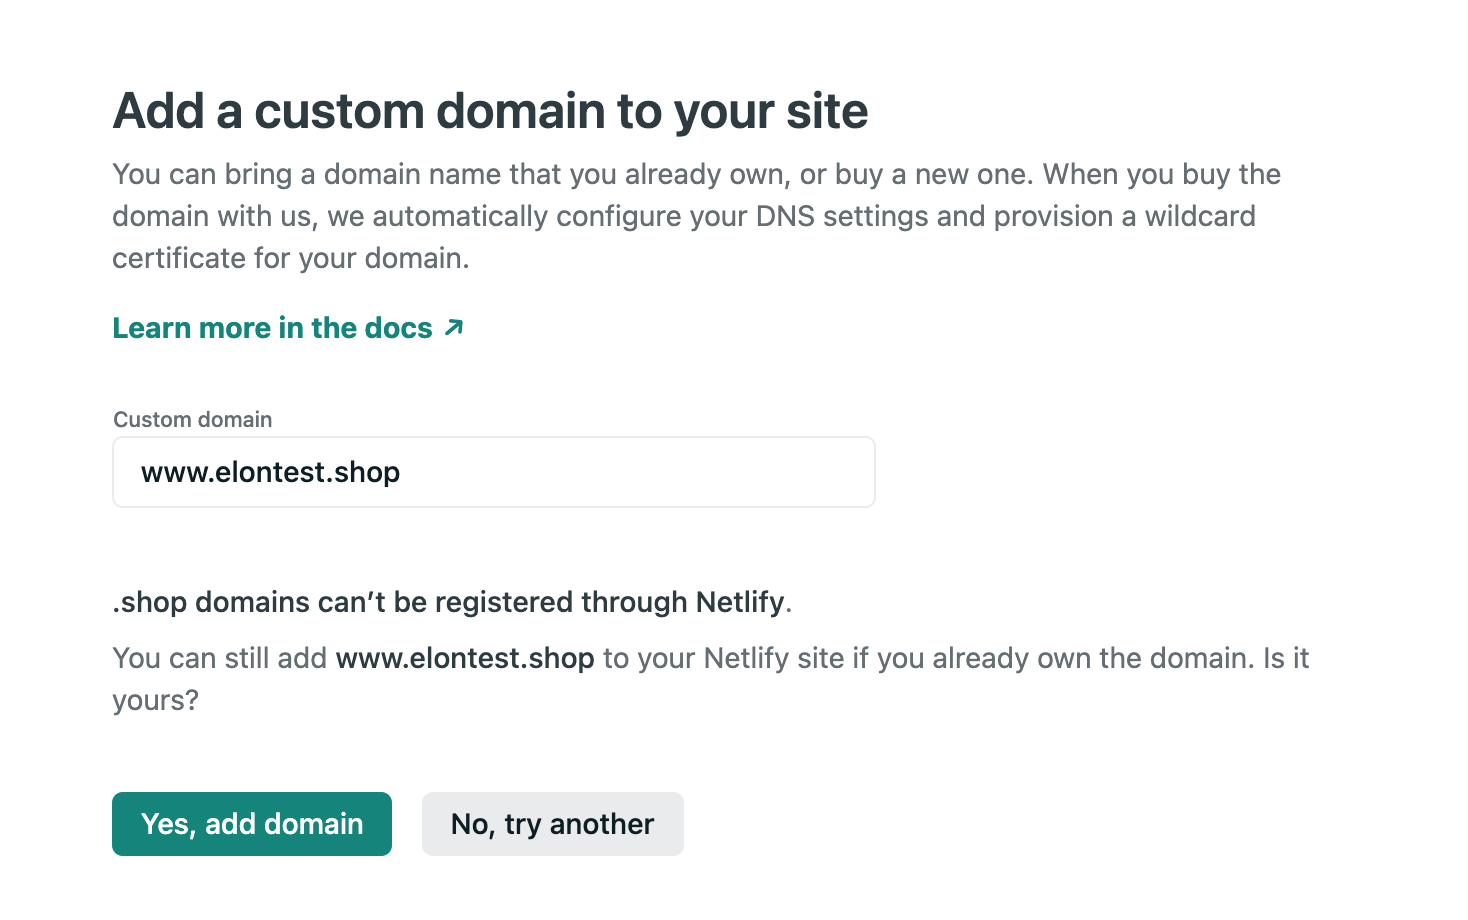 Add a custom domain to your site
You can bring a domain name that you already own, or buy a new one. When you buy the
domain with us, we automatically configure your DNS settings and provision a wildcard
certificate for your domain.
Learn more in the docs ↗
Custom domain
www.elontest.shop
.shop domains can’t be registered through Netlify.
You can still add www.elontest.shop to your Netlify site if you already own the domain. Is it
yours?
Yes, add domain
No, try another